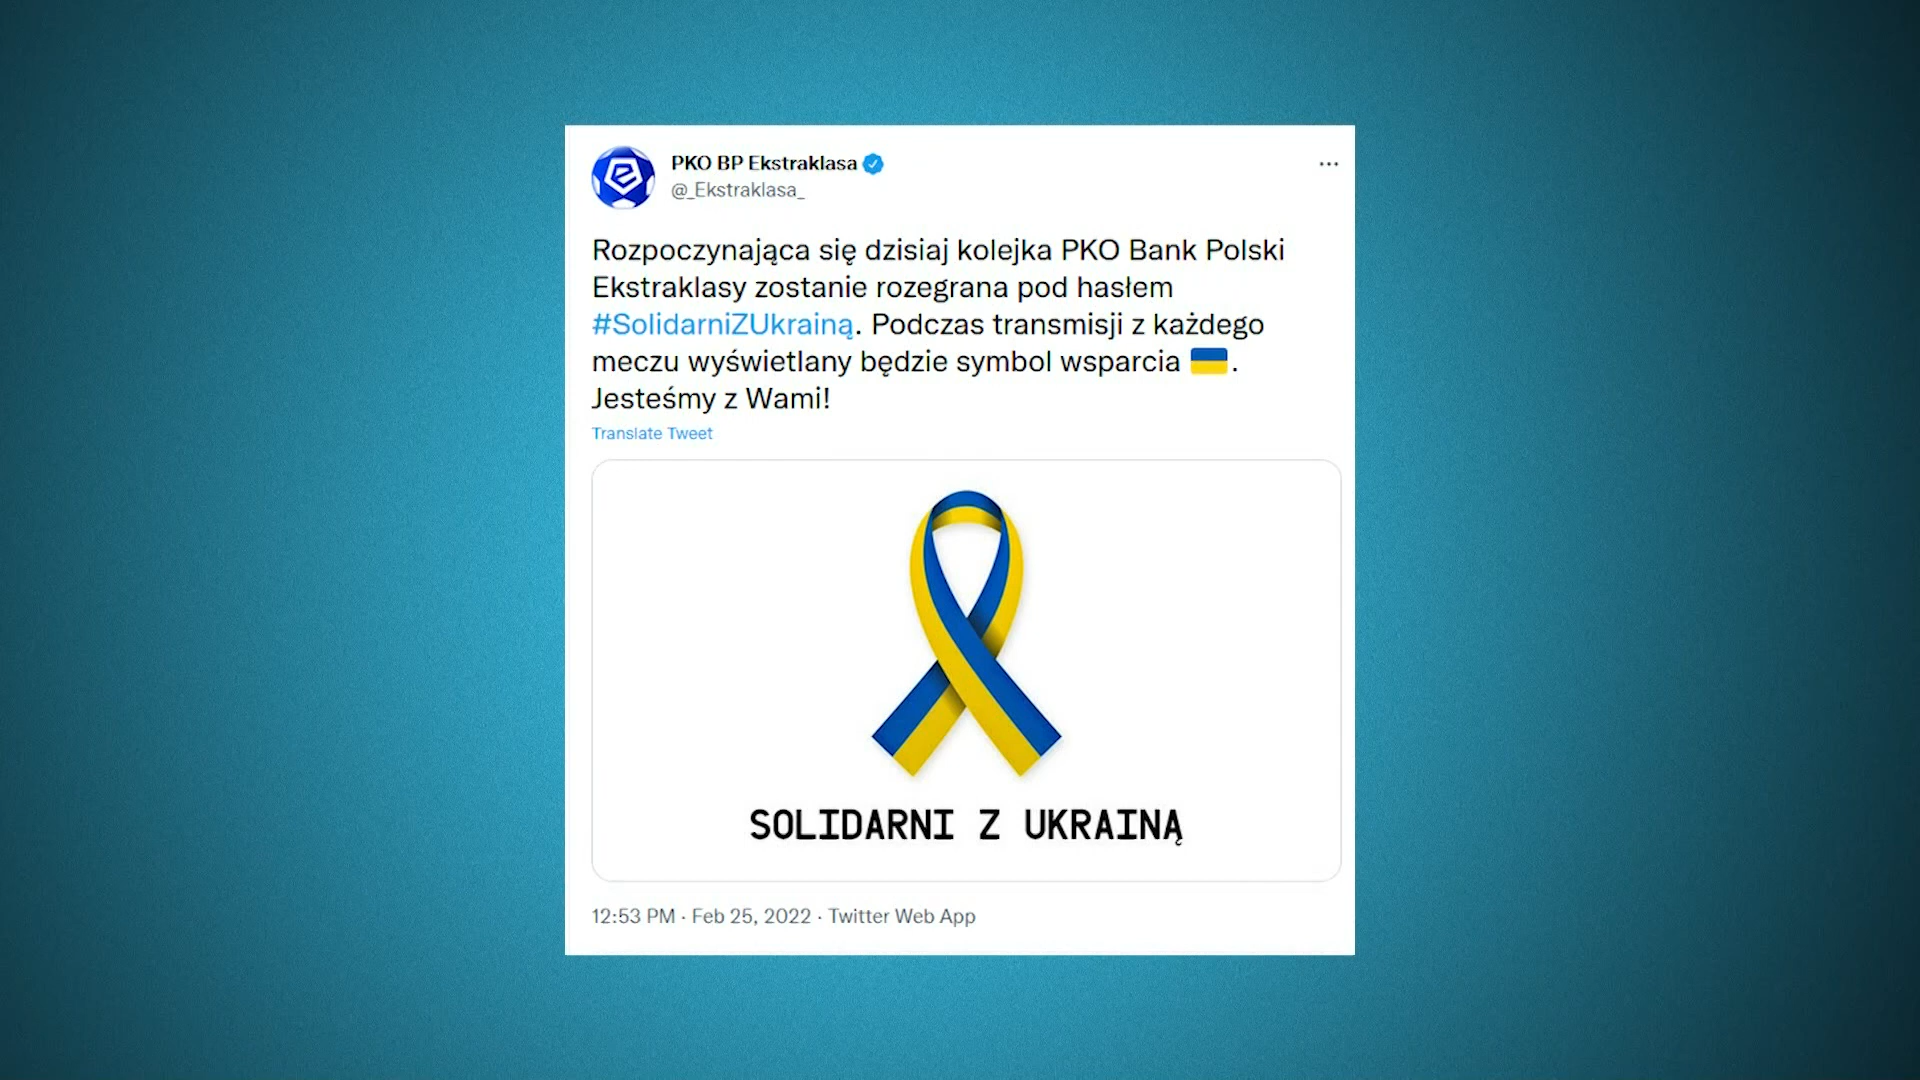 PKO BP Ekstraklasa
@_Ekstraklasa_
Rozpoczynająca się dzisiaj kolejka PKO Bank Polski
Ekstraklasy zostanie rozegrana pod hasłem
#SolidarniZUkrainą. Podczas transmisji z każdego
meczu wyświetlany będzie symbol wsparcia 🇺🇦.
Jesteśmy z Wami!
Translate Tweet
SOLIDARNI Z UKRAINĄ
12:53 PM · Feb 25, 2022 · Twitter Web App